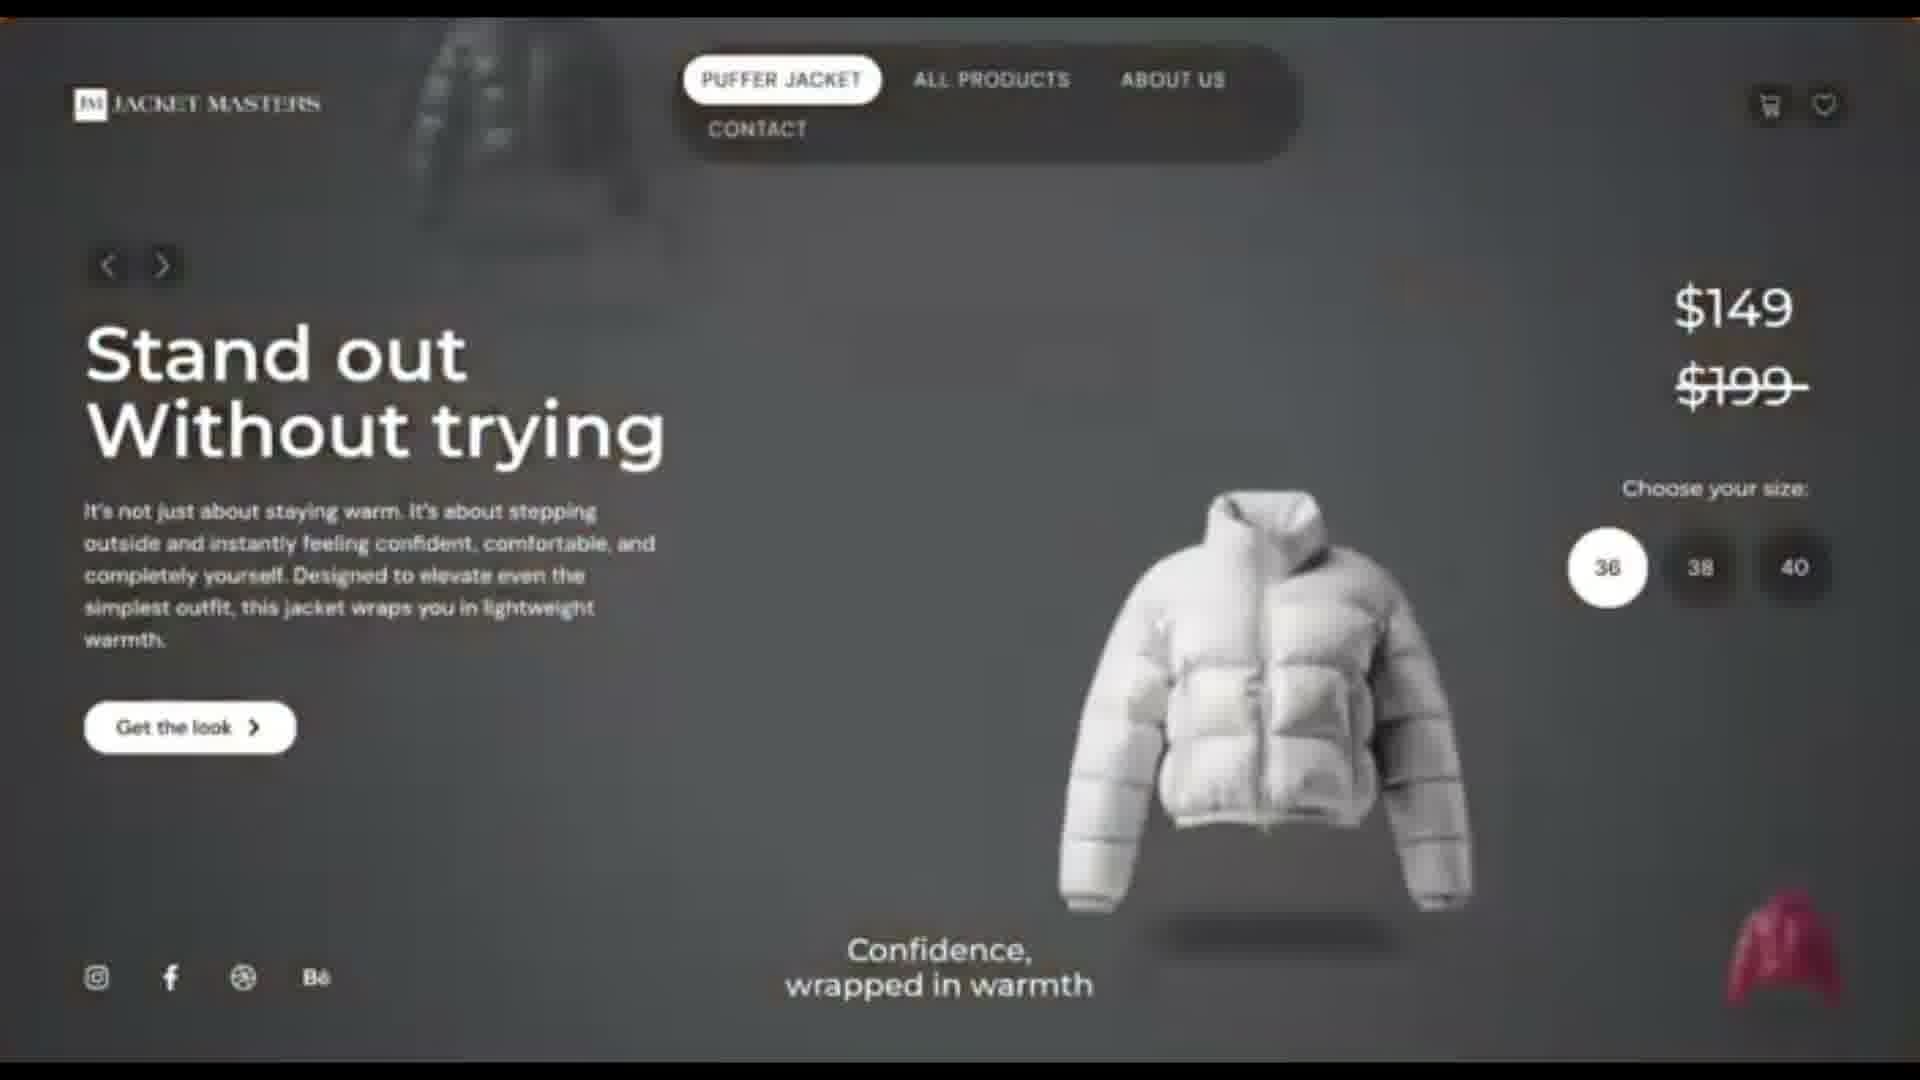 JM JACKET MASTERS
PUFFER JACKET ALL PRODUCTS ABOUT US
CONTACT
Stand out
Without trying
It's not just about staying warm. It's about stepping
outside and instantly feeling confident, comfortable, and
completely yourself. Designed to elevate even the
simplest outfit, this jacket wraps you in lightweight
warmth.
Get the look
$149
$199
Choose your size:
36 38 40
Confidence,
wrapped in warmth
Bē